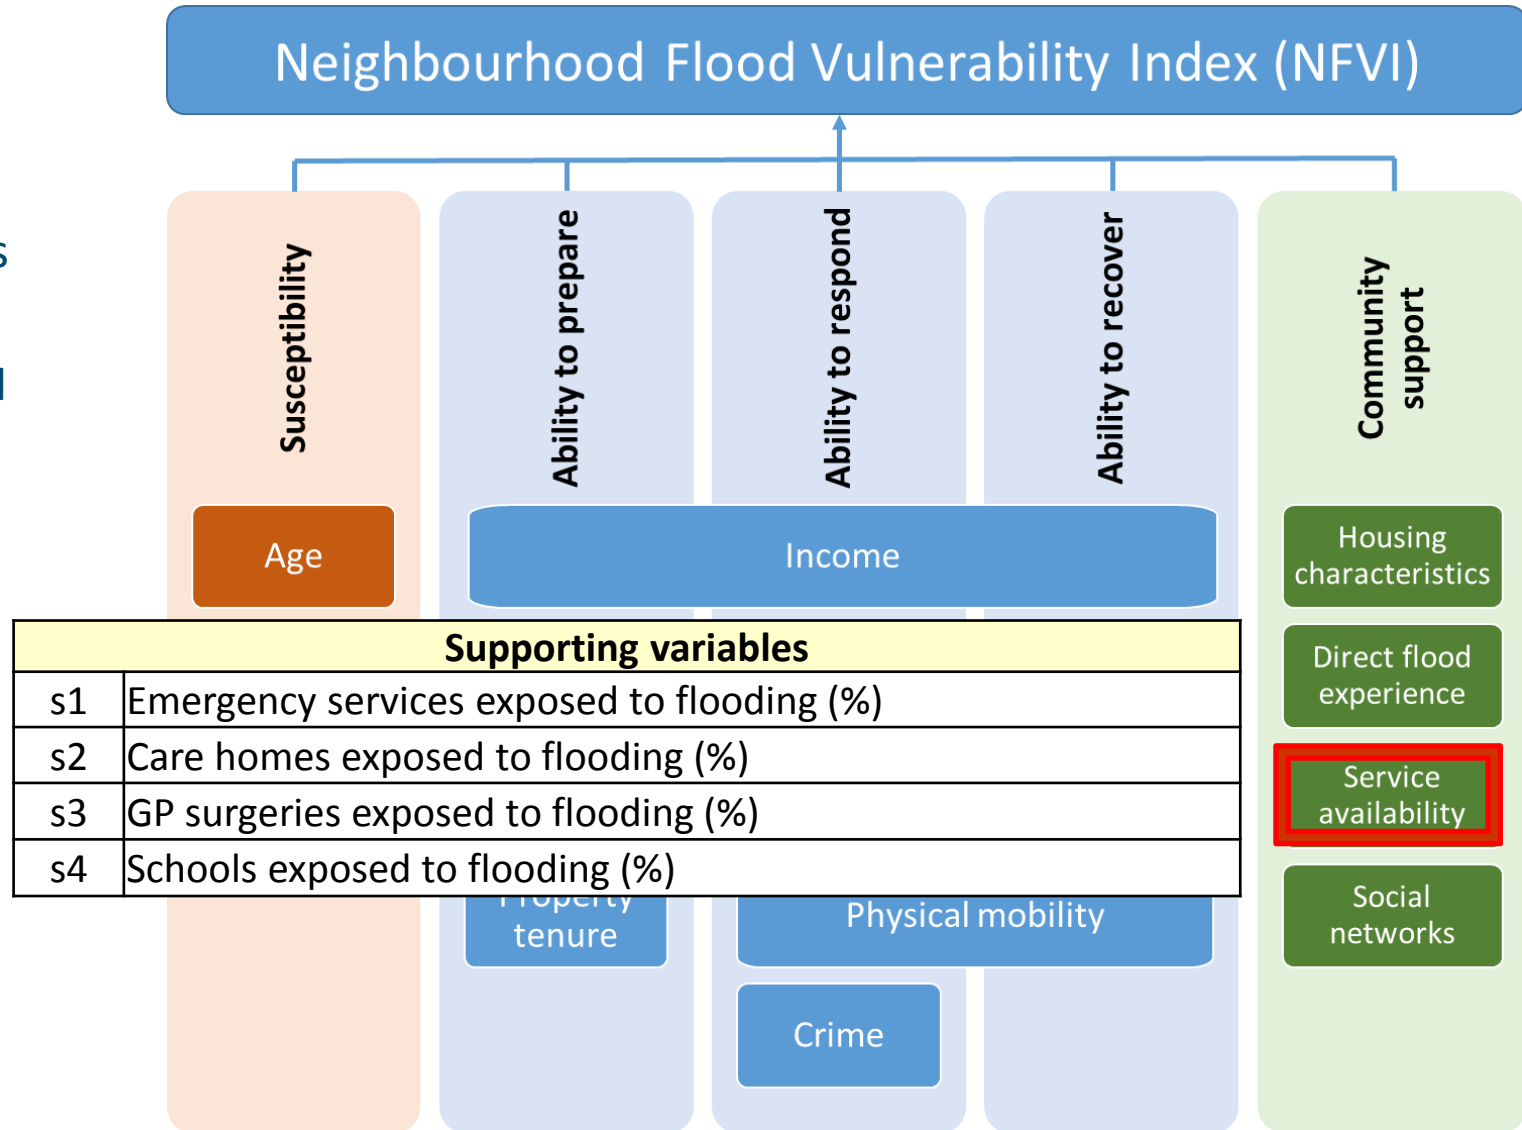 Neighbourhood Flood Vulnerability Index (NFVI)
Susceptibility
Ability to prepare
Ability to respond
Ability to recover
Community
support
Age
Income
Housing
characteristics
Direct flood
experience
Service
availability
Social
networks
Supporting variables
s1 Emergency services exposed to flooding (%)
s2 Care homes exposed to flooding (%)
s3 GP surgeries exposed to flooding (%)
s4 Schools exposed to flooding (%)
Property
tenure
Physical mobility
Crime